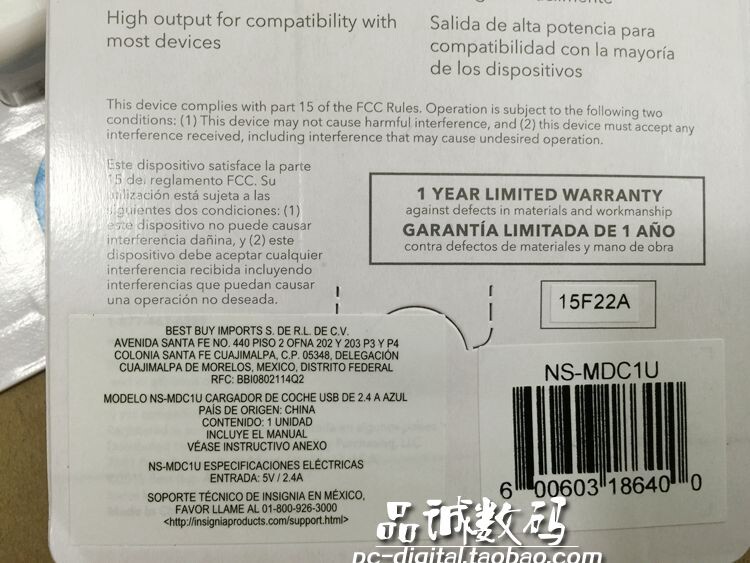 High output for compatibility with
most devices
Salida de alta potencia para
compatibilidad con la mayoría
de los dispositivos
This device complies with part 15 of the FCC Rules. Operation is subject to the following two
conditions: (1) This device may not cause harmful interference, and (2) this device must accept any
interference received, including interference that may cause undesired operation.
Este dispositivo satisface la parte
15 del reglamento FCC. Su
utilización está sujeta a las
siguientes dos condiciones: (1)
este dispositivo no puede causar
interferencia dañina, y (2) este
dispositivo debe aceptar cualquier
interferencia recibida incluyendo
interferencias que puedan causar
una operación no deseada.
1 YEAR LIMITED WARRANTY
against defects in materials and workmanship
GARANTÍA LIMITADA DE 1 AÑO
contra defectos de materiales y mano de obra
15F22A
BEST BUY IMPORTS S. DE R.L. DE C.V.
AVENIDA SANTA FE NO. 440 PISO 2 OFNA 202 Y 203 P3 Y P4
COLONIA SANTA FE CUAJIMALPA, C.P. 05348, DELEGACIÓN
CUAJIMALPA DE MORELOS, MEXICO, DISTRITO FEDERAL
RFC: BBI0802114Q2
MODELO NS-MDC1U CARGADOR DE COCHE USB DE 2.4 A AZUL
PAÍS DE ORIGEN: CHINA
CONTENIDO: 1 UNIDAD
INCLUYE EL MANUAL
VÉASE INSTRUCTIVO ANEXO
NS-MDC1U ESPECIFICACIONES ELÉCTRICAS
ENTRADA: 5V / 2.4A
SOPORTE TÉCNICO DE INSIGNIA EN MÉXICO,
FAVOR LLAME AL 01-800-926-3000
<http://insigniaproducts.com/support.html>
NS-MDC1U
6 00603 18640 0
品诚数码
pc-digital.taobao.com